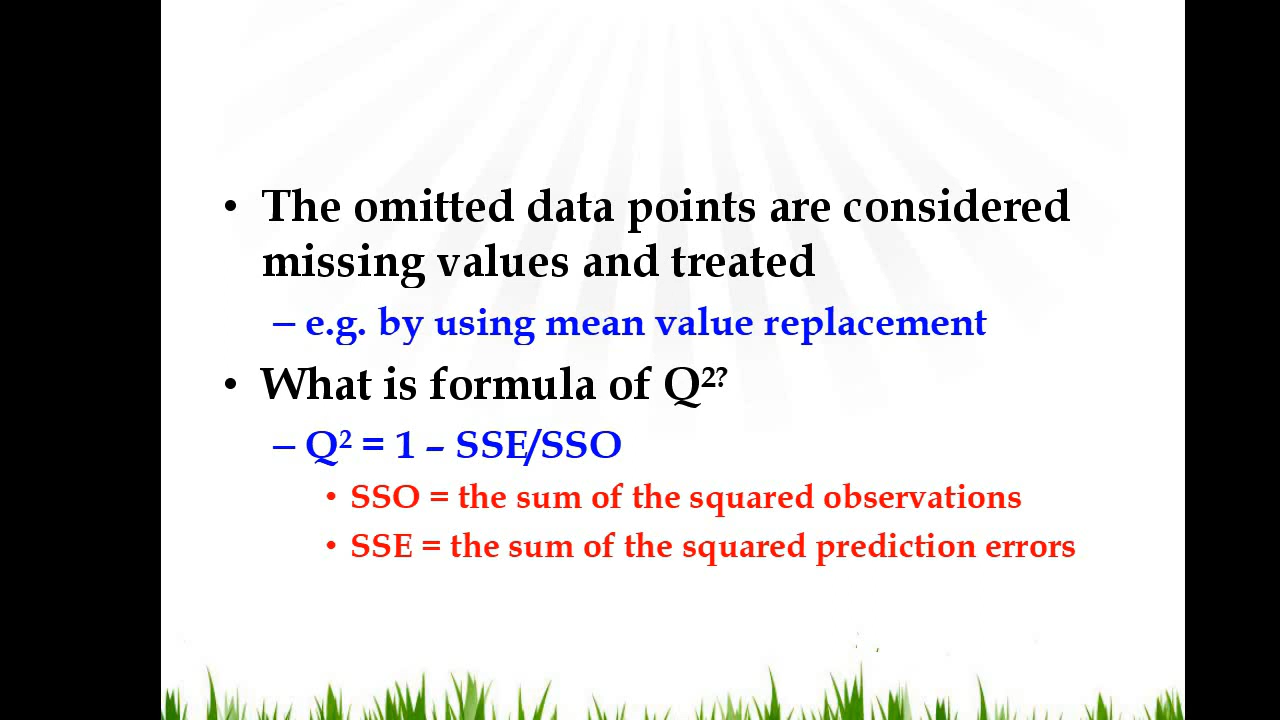 • The omitted data points are considered
missing values and treated
– e.g. by using mean value replacement
• What is formula of Q²?
– Q² = 1 – SSE/SSO
• SSO = the sum of the squared observations
• SSE = the sum of the squared prediction errors